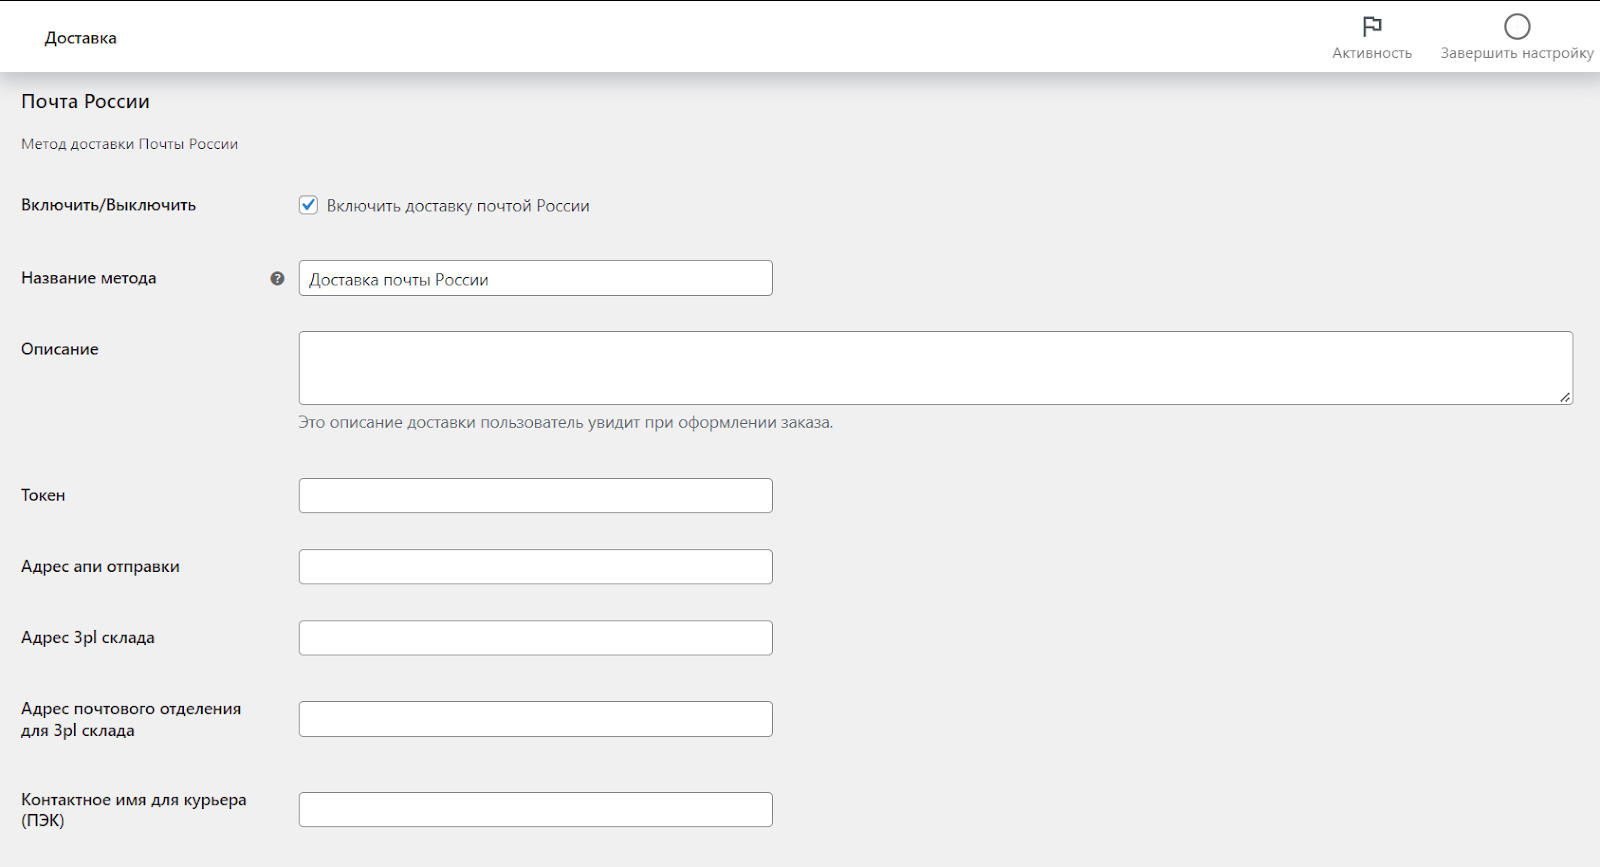 Доставка
Активность
Завершить настройку
Почта России
Метод доставки Почты России
Включить/Выключить
Включить доставку почтой России
Название метода
Доставка почты России
Описание
Это описание доставки пользователь увидит при оформлении заказа.
Токен
Адрес апи отправки
Адрес 3pl склада
Адрес почтового отделения
для 3pl склада
Контактное имя для курьера
(ПЭК)